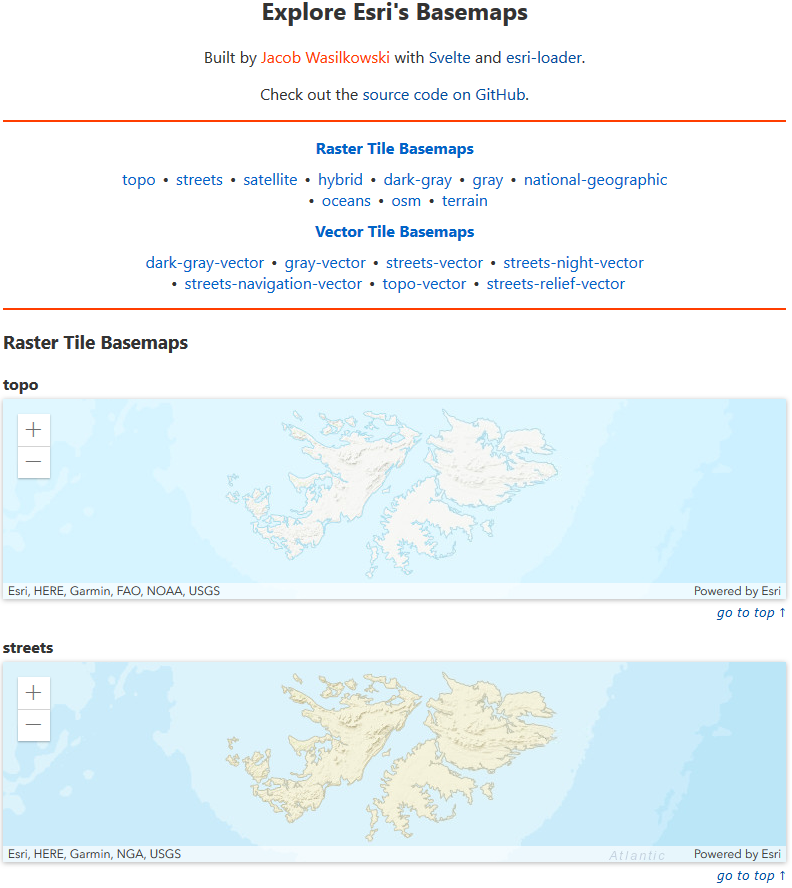 Explore Esri's Basemaps
Built by Jacob Wasilkowski with Svelte and esri-loader.
Check out the source code on GitHub.
Raster Tile Basemaps
topo • streets • satellite • hybrid • dark-gray • gray • national-geographic
• oceans • osm • terrain
Vector Tile Basemaps
dark-gray-vector • gray-vector • streets-vector • streets-night-vector
• streets-navigation-vector • topo-vector • streets-relief-vector
Raster Tile Basemaps
topo
+
−
Esri, HERE, Garmin, FAO, NOAA, USGS
Powered by Esri
go to top ↑
streets
+
−
Atlantic
Esri, HERE, Garmin, NGA, USGS
Powered by Esri
go to top ↑